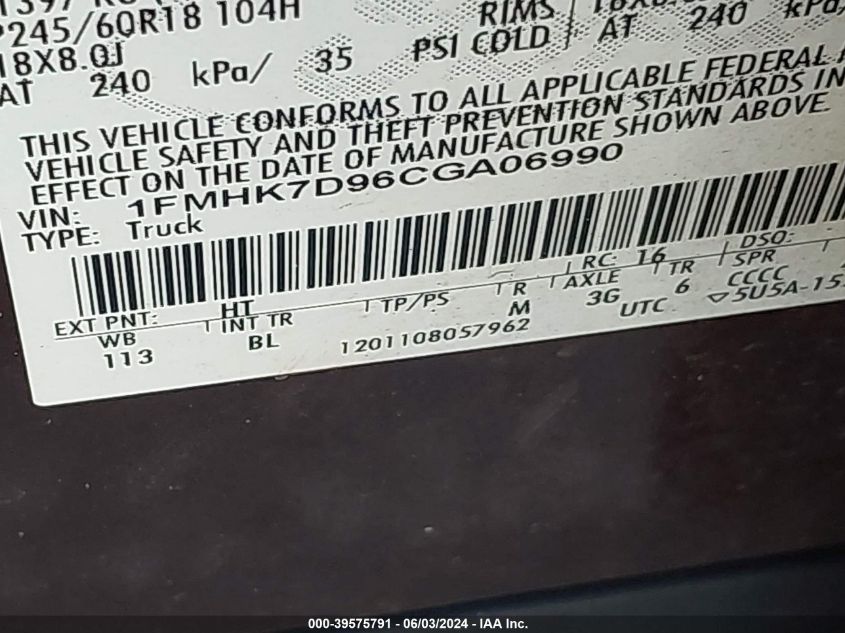 P245/60R18 104H RIMS
18X8.0J PSI COLD AT 240 kPa/
AT 240 kPa/ 35
THIS VEHICLE CONFORMS TO ALL APPLICABLE FEDERAL
VEHICLE SAFETY AND THEFT PREVENTION STANDARDS IN
EFFECT ON THE DATE OF MANUFACTURE SHOWN ABOVE.
VIN: 1FMHK7D96CGA06990
TYPE: Truck
EXT PNT: HT RC: 16 DSO:
WB INT TR TP/PS R AXLE TR SPR
113 BL M 3G 6 CCCC
1201108057962 UTC ▽5U5A-15
000-39575791 - 06/03/2024 - IAA Inc.